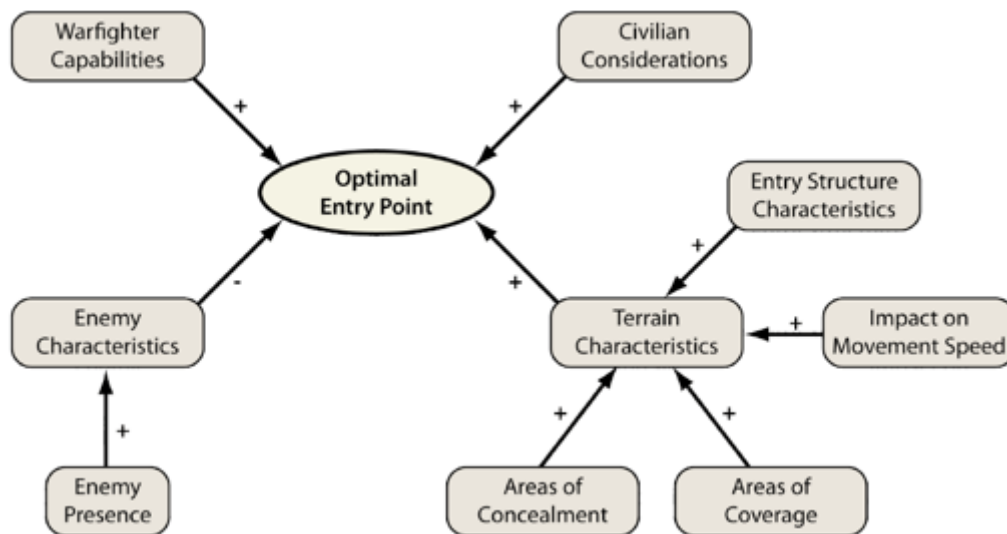 Warfighter
Capabilities
Civilian
Considerations
+
+
Optimal
Entry Point
Entry Structure
Characteristics
+
-
+
Enemy
Characteristics
Terrain
Characteristics
+
Impact on
Movement Speed
+
+
+
Enemy
Presence
Areas of
Concealment
Areas of
Coverage